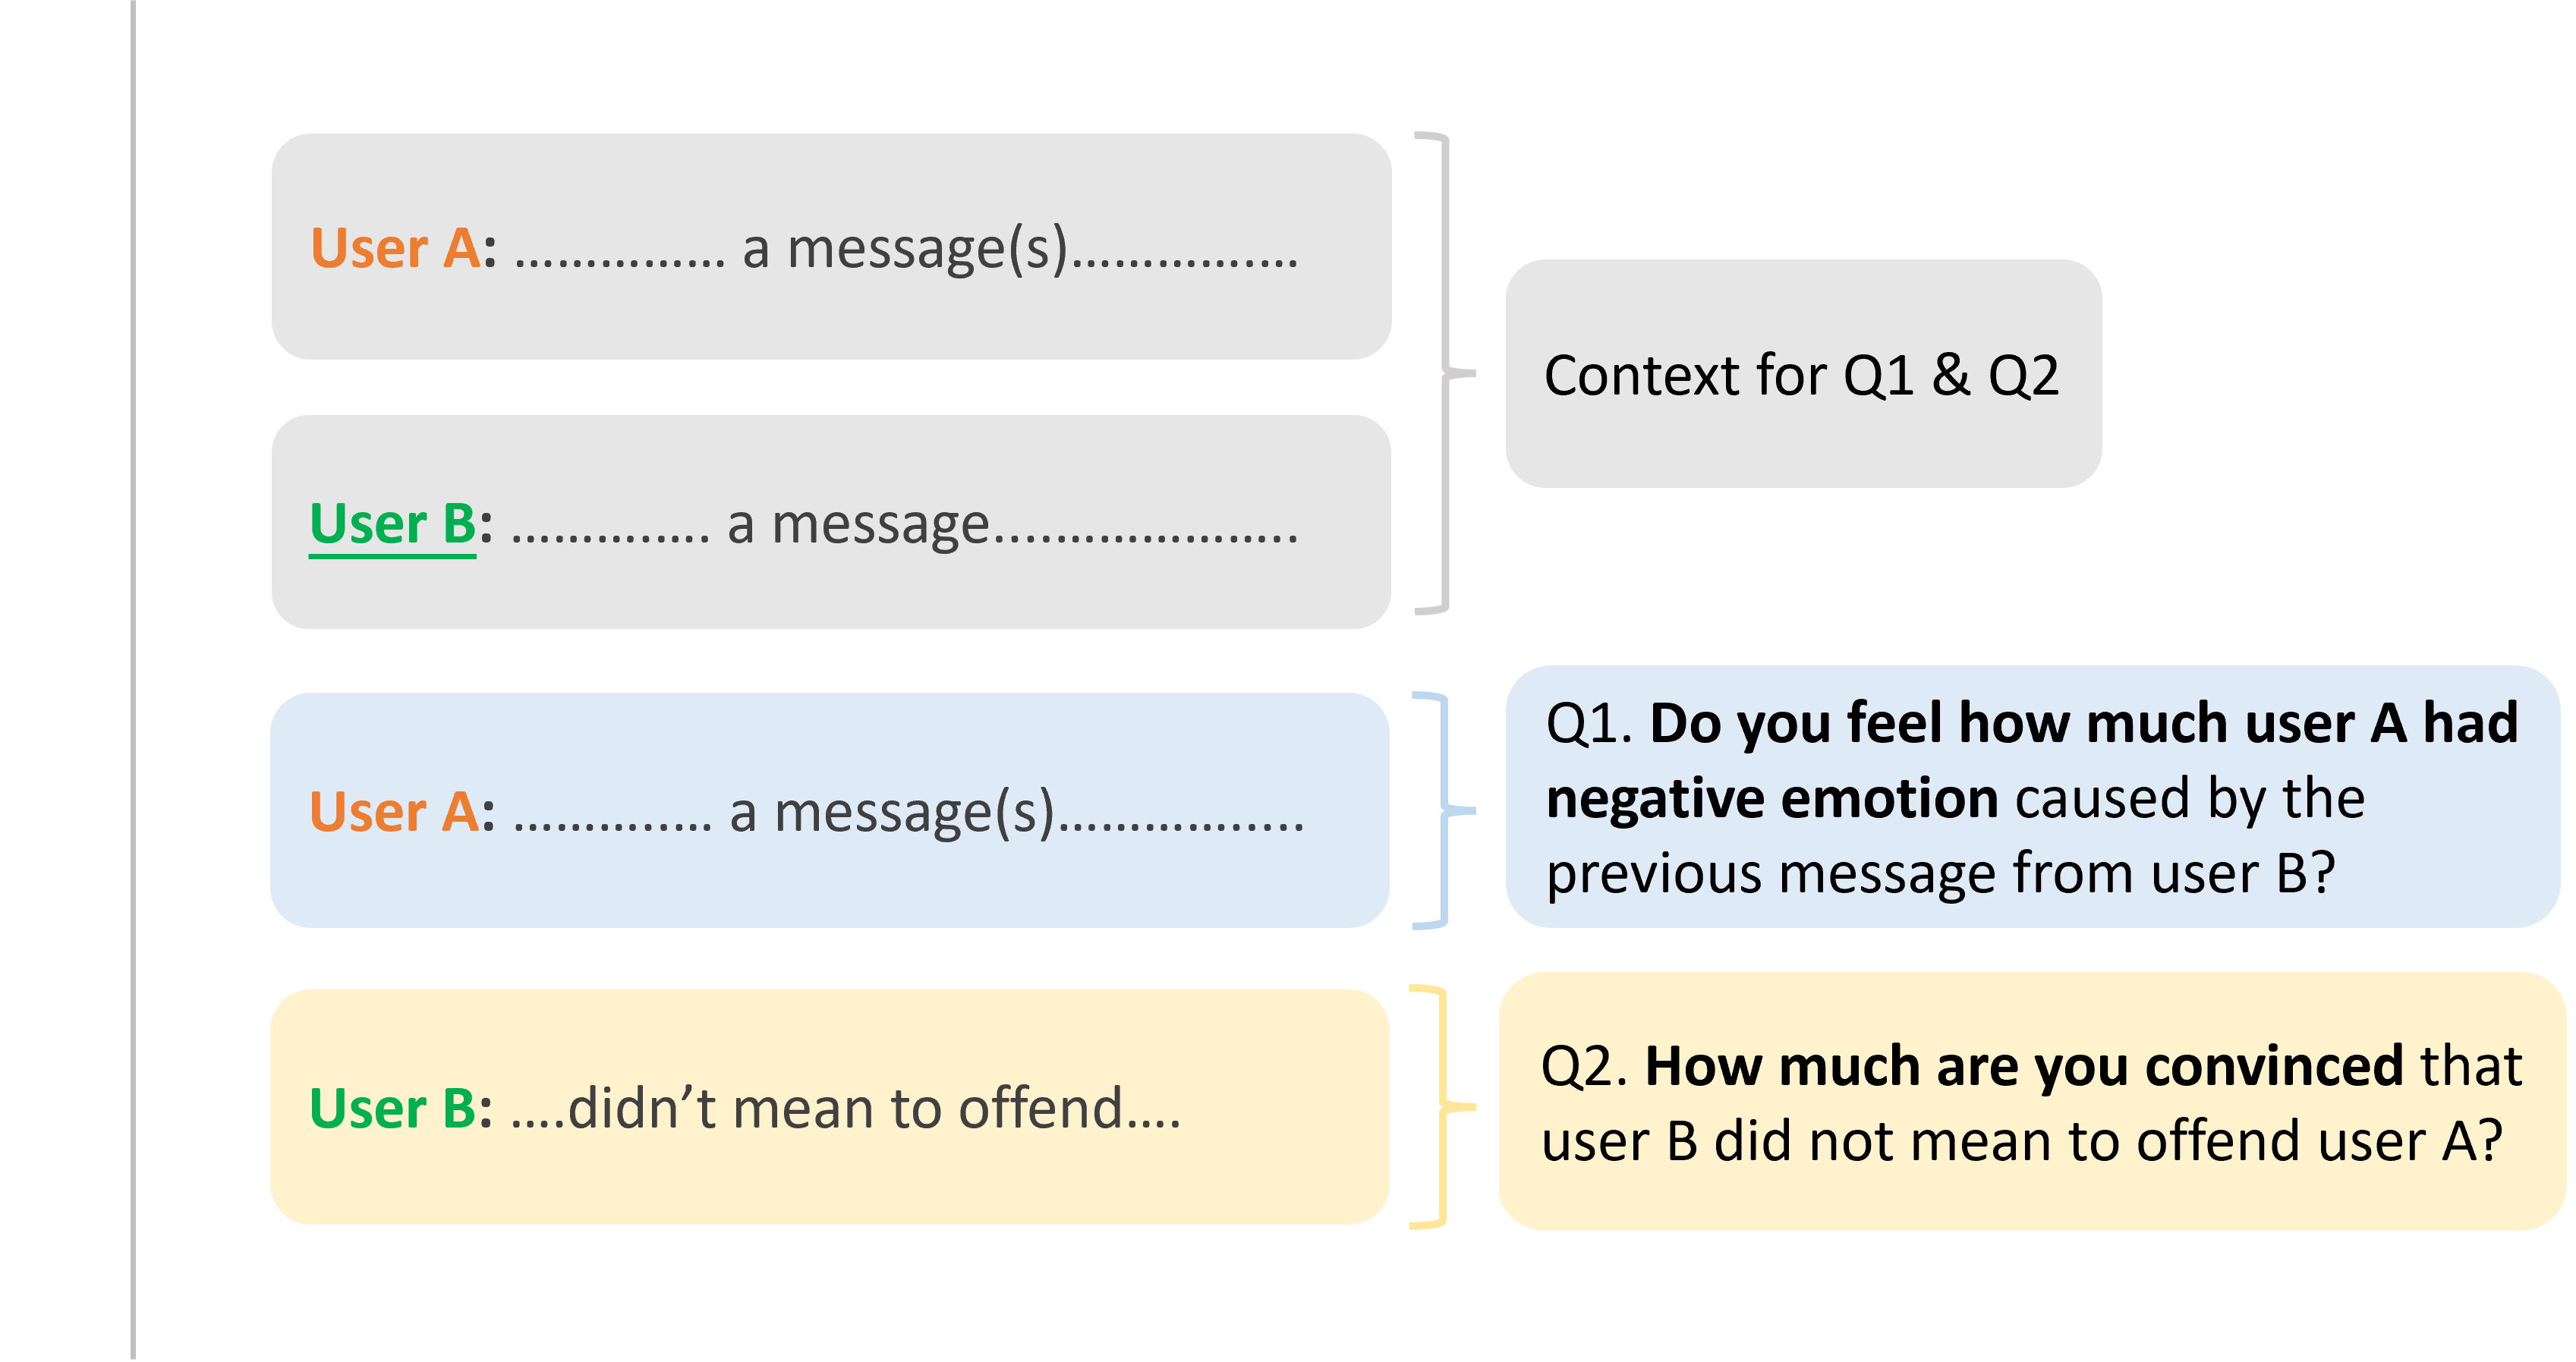 User A: ............... a message(s)................
Context for Q1 & Q2
User B: .............. a message.....................
User A: .............. a message(s).................
Q1. Do you feel how much user A had
negative emotion caused by the
previous message from user B?
User B: ....didn’t mean to offend....
Q2. How much are you convinced that
user B did not mean to offend user A?